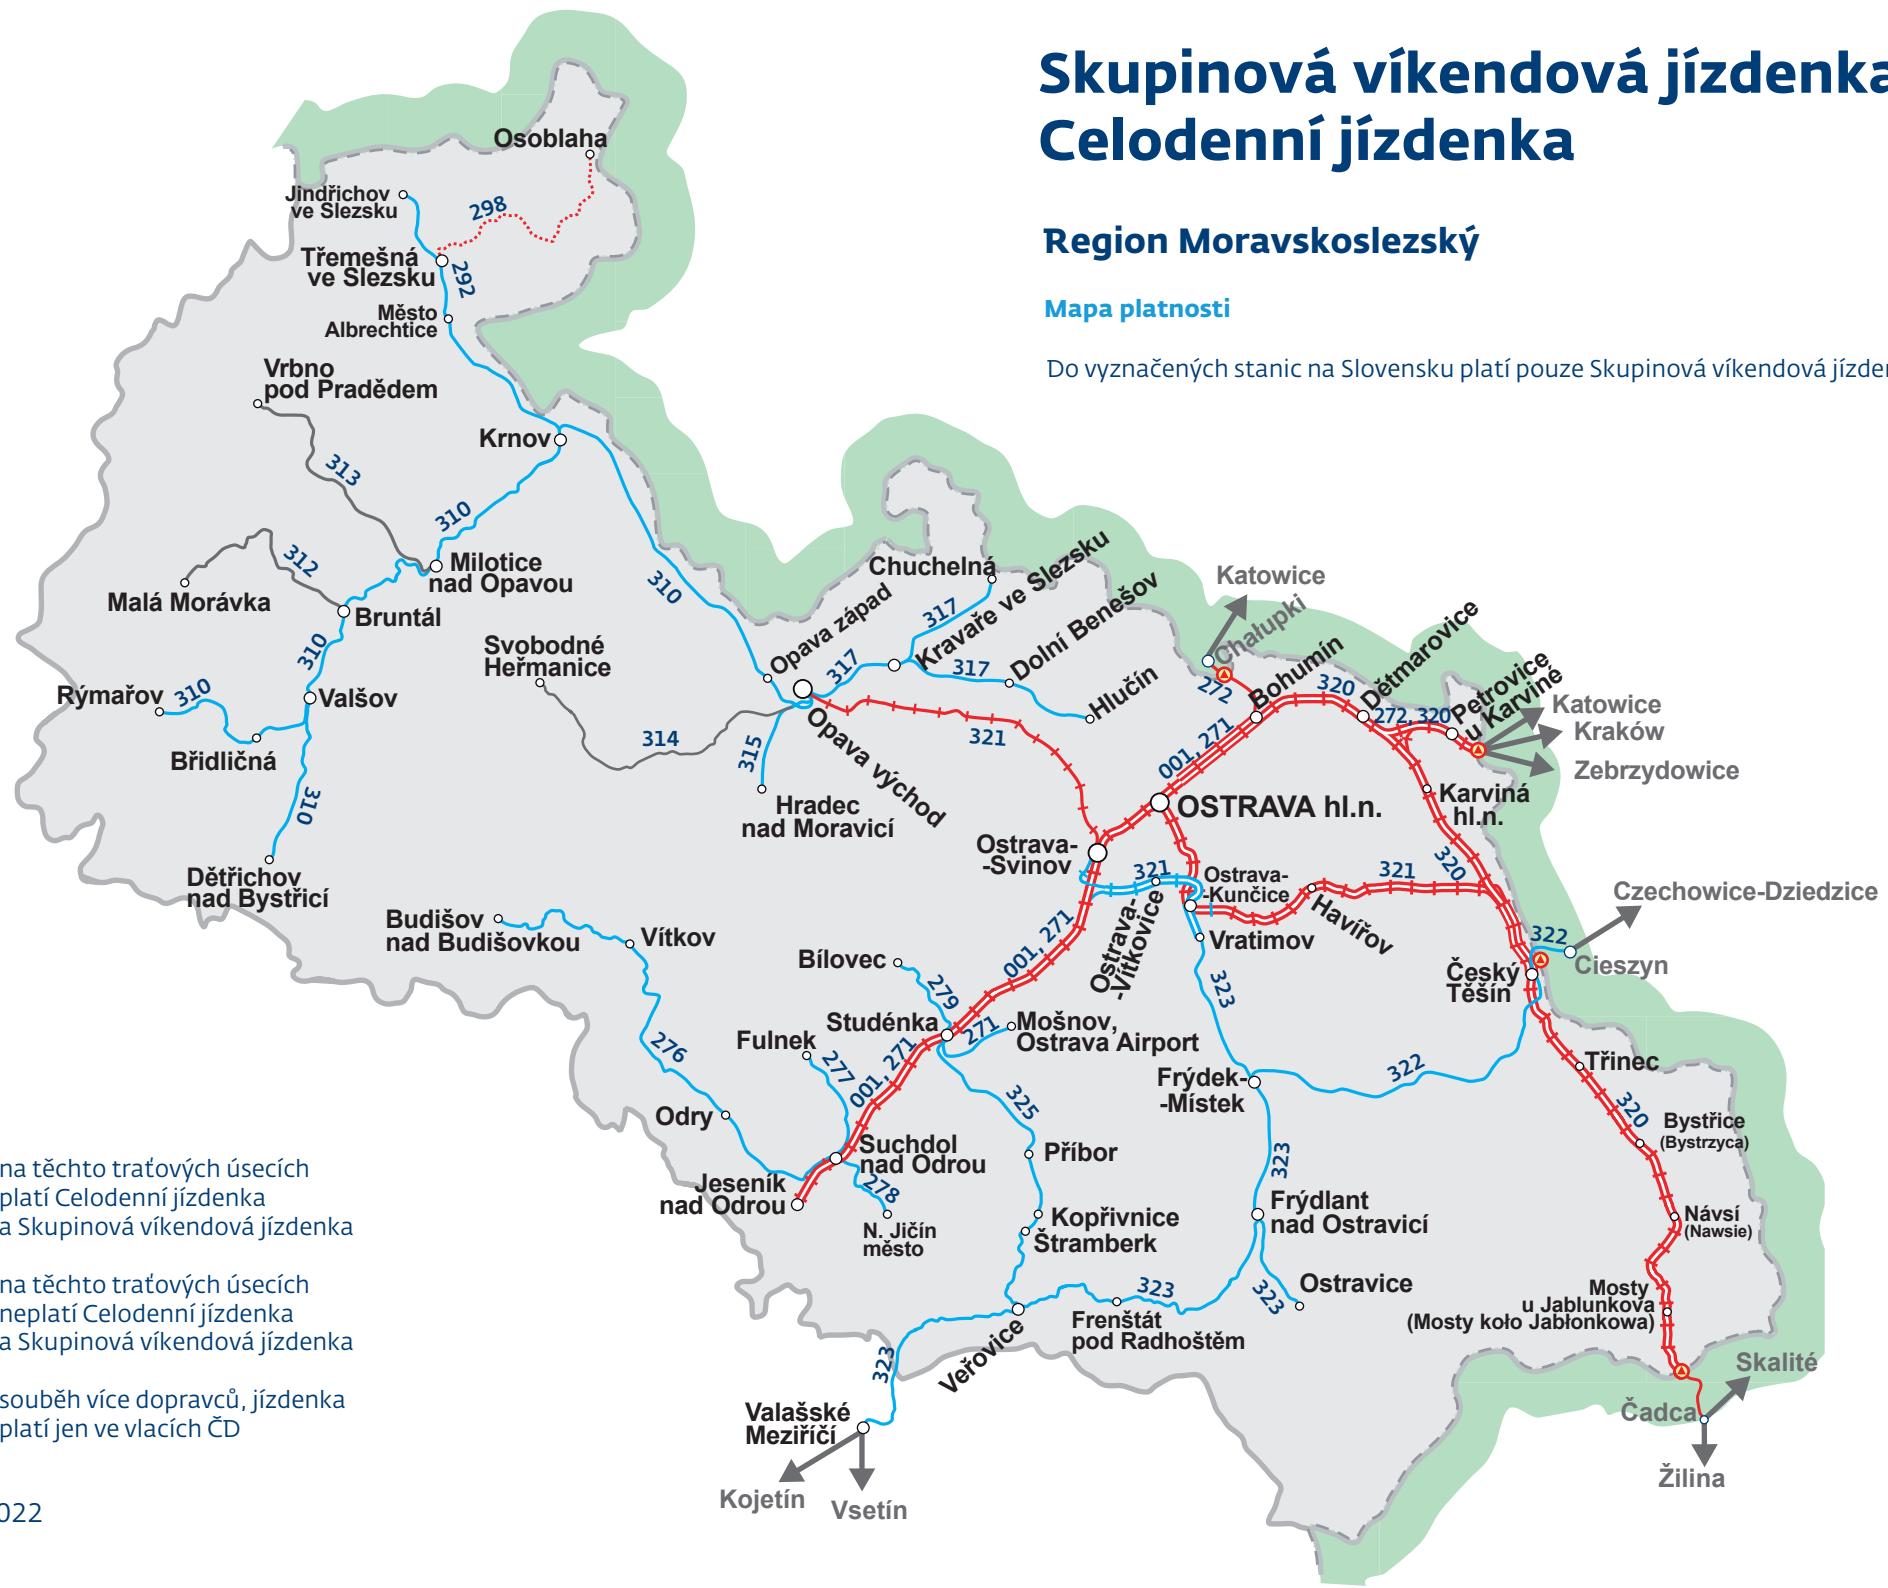 Skupinová víkendová jízdenka
Celodenní jízdenka
Region Moravskoslezský
Mapa platnosti
Do vyznačených stanic na Slovensku platí pouze Skupinová víkendová
Osoblaha
Jindřichov
ve Slezsku
298
Třemešná
ve Slezsku
292
Město
Albrechtice
Vrbno
pod Pradědem
Krnov
313
310
312
Milotice
nad Opavou
Malá Morávka
Bruntál
310
310
Svobodné
Heřmanice
Opava západ
Chuchelná
317
Kravaře ve Slezsku
317
317
Dolní Benešov
Hlučín
Rýmařov
310
Valšov
Břidličná
314
315
Opava východ
321
310
Hradec
nad Moravicí
Dětřichov
nad Bystřicí
Katowice
Chałupki
272
Bohumín
320
Dětmarovice
272, 320
Petrovice
u Karviné
Katowice
Kraków
Zebrzydowice
001, 271
OSTRAVA hl.n.
Karviná
hl.n.
Ostrava-
-Svinov
321
Ostrava-
-Kunčice
321
320
Havířov
Ostrava-
-Vítkovice
Vratimov
Czechowice-Dziedzice
322
Cieszyn
Český
Těšín
Budišov
nad Budišovkou
Vítkov
Bílovec
001, 271
279
323
Studénka
271
Mošnov,
Ostrava Airport
276
Fulnek
277
001, 271
325
Frýdek-
-Místek
322
Třinec
320
Bystřice
(Bystrzyca)
Odry
Suchdol
nad Odrou
Příbor
323
Jeseník
nad Odrou
278
N. Jičín
město
Kopřivnice
Štramberk
Frýdlant
nad Ostravicí
Návsí
(Nawsie)
323
323
Ostravice
Mosty
u Jablunkova
(Mosty koło Jabłonkowa)
Frenštát
pod Radhoštěm
Veřovice
323
Skalité
Čadca
Žilina
Valašské
Meziříčí
Kojetín
Vsetín
na těchto traťových úsecích
platí Celodenní jízdenka
a Skupinová víkendová jízdenka
na těchto traťových úsecích
neplatí Celodenní jízdenka
a Skupinová víkendová jízdenka
souběh více dopravců, jízdenka
platí jen ve vlacích ČD
022